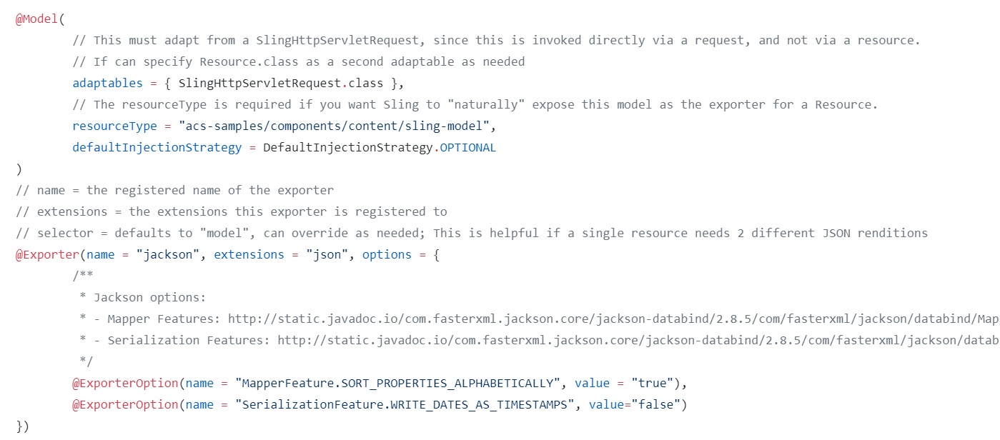 @Model(
        // This must adapt from a SlingHttpServletRequest, since this is invoked directly via a request, and not via a resource.
        // If can specify Resource.class as a second adaptable as needed
        adaptables = { SlingHttpServletRequest.class },
        // The resourceType is required if you want Sling to "naturally" expose this model as the exporter for a Resource.
        resourceType = "acs-samples/components/content/sling-model",
        defaultInjectionStrategy = DefaultInjectionStrategy.OPTIONAL
)
// name = the registered name of the exporter
// extensions = the extensions this exporter is registered to
// selector = defaults to "model", can override as needed; This is helpful if a single resource needs 2 different JSON renditions
@Exporter(name = "jackson", extensions = "json", options = {
        /**
         * Jackson options:
         * - Mapper Features: http://static.javadoc.io/com.fasterxml.jackson.core/jackson-databind/2.8.5/com/fasterxml/jackson/databind/Map
         * - Serialization Features: http://static.javadoc.io/com.fasterxml.jackson.core/jackson-databind/2.8.5/com/fasterxml/jackson/datab
         */
        @ExporterOption(name = "MapperFeature.SORT_PROPERTIES_ALPHABETICALLY", value = "true"),
        @ExporterOption(name = "SerializationFeature.WRITE_DATES_AS_TIMESTAMPS", value="false")
})